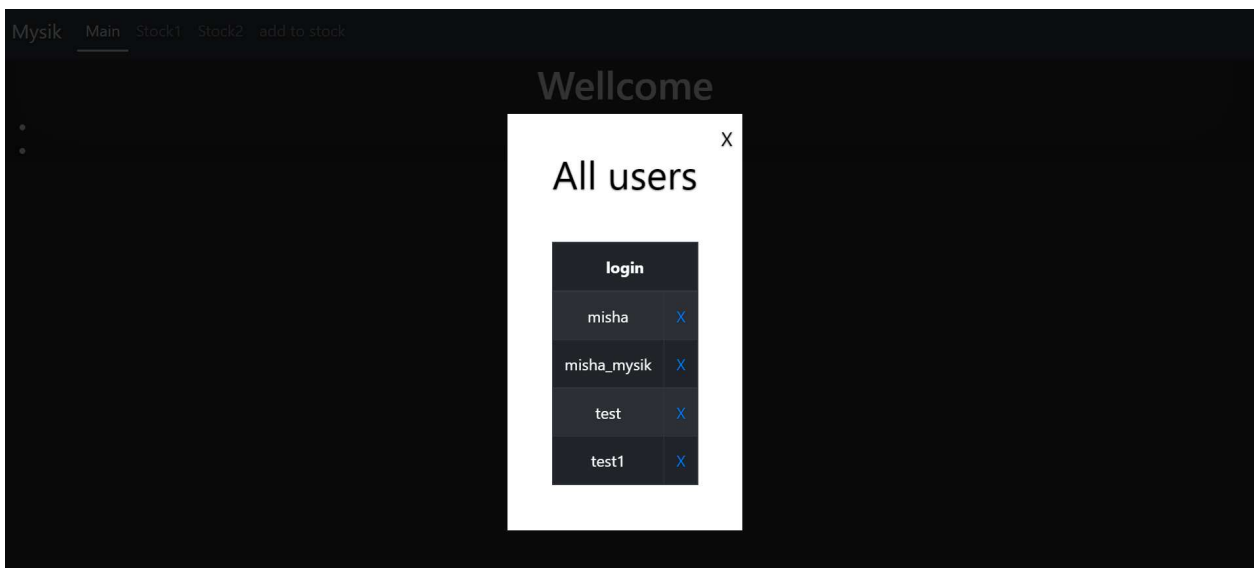 Mysik Main Stock1 Stock2 add to stock
Wellcome
X
All users
login
misha X
misha_mysik X
test X
test1 X